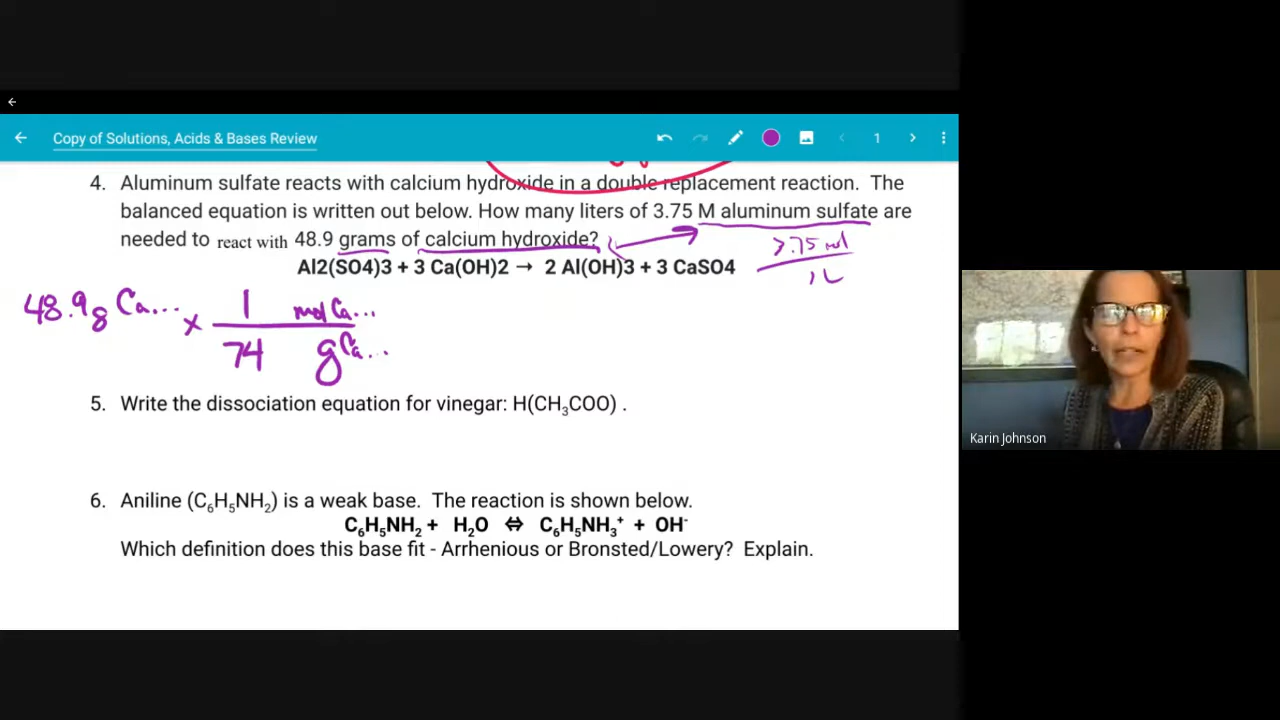 Copy of Solutions, Acids & Bases Review
1
4. Aluminum sulfate reacts with calcium hydroxide in a double replacement reaction. The
balanced equation is written out below. How many liters of 3.75 M aluminum sulfate are
needed to react with 48.9 grams of calcium hydroxide?
3.75 mol
1L
Al2(SO4)3 + 3 Ca(OH)2 → 2 Al(OH)3 + 3 CaSO4
48.9g Ca... × 1 mol Ca...
74 g Ca...
5. Write the dissociation equation for vinegar: H(CH₃COO) .
Karin Johnson
6. Aniline (C₆H₅NH₂) is a weak base. The reaction is shown below.
C₆H₅NH₂ + H₂O ⇔ C₆H₅NH₃⁺ + OH⁻
Which definition does this base fit - Arrhenious or Bronsted/Lowery? Explain.